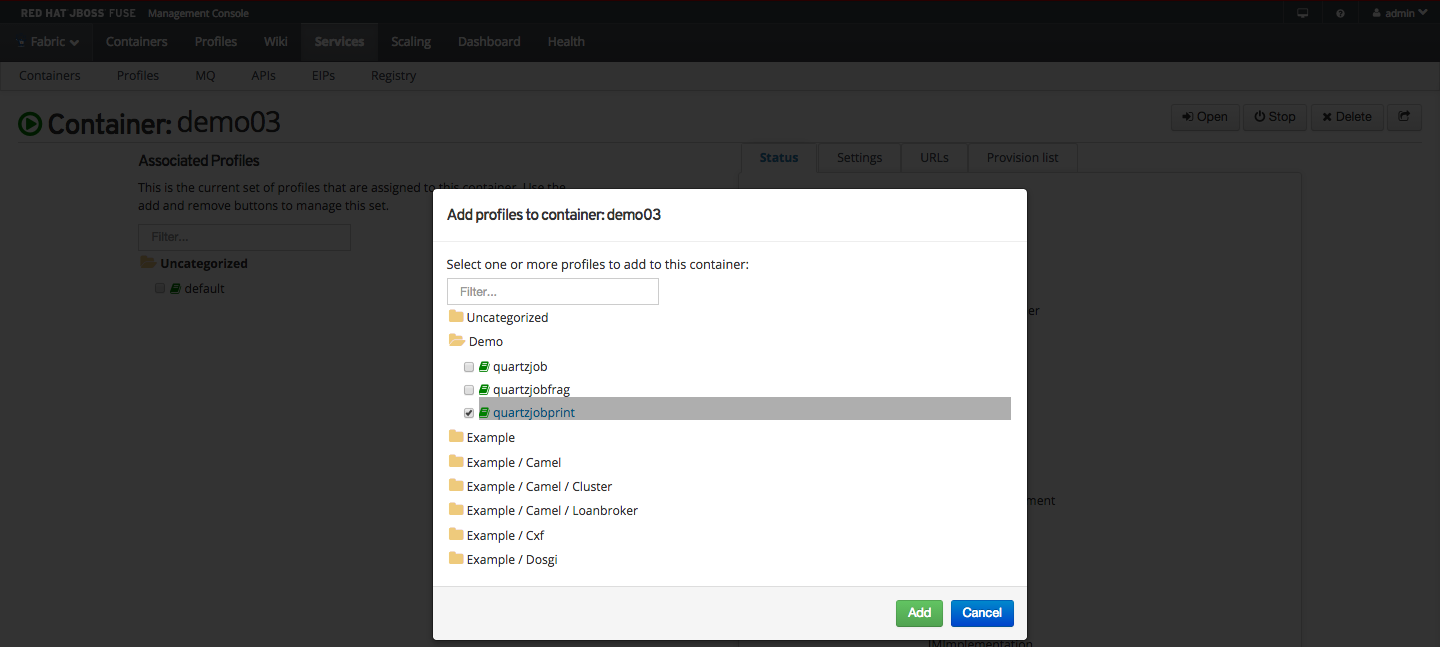 RED HAT JBOSS FUSE Management Console
admin
Fabric Containers Profiles Wiki Services Scaling Dashboard Health
Containers Profiles MQ APIs EIPs Registry
Container: demo03
Open Stop Delete
Associated Profiles
Status Settings URLs Provision list
This is the current set of profiles that are assigned to this container. Use the
add and remove buttons to manage this set.
Filter...
Uncategorized
default
Add profiles to container: demo03
Select one or more profiles to add to this container:
Filter...
Uncategorized
Demo
quartzjob
quartzjobfrag
quartzjobprint
Example
Example / Camel
Example / Camel / Cluster
Example / Camel / Loanbroker
Example / Cxf
Example / Dosgi
Add Cancel